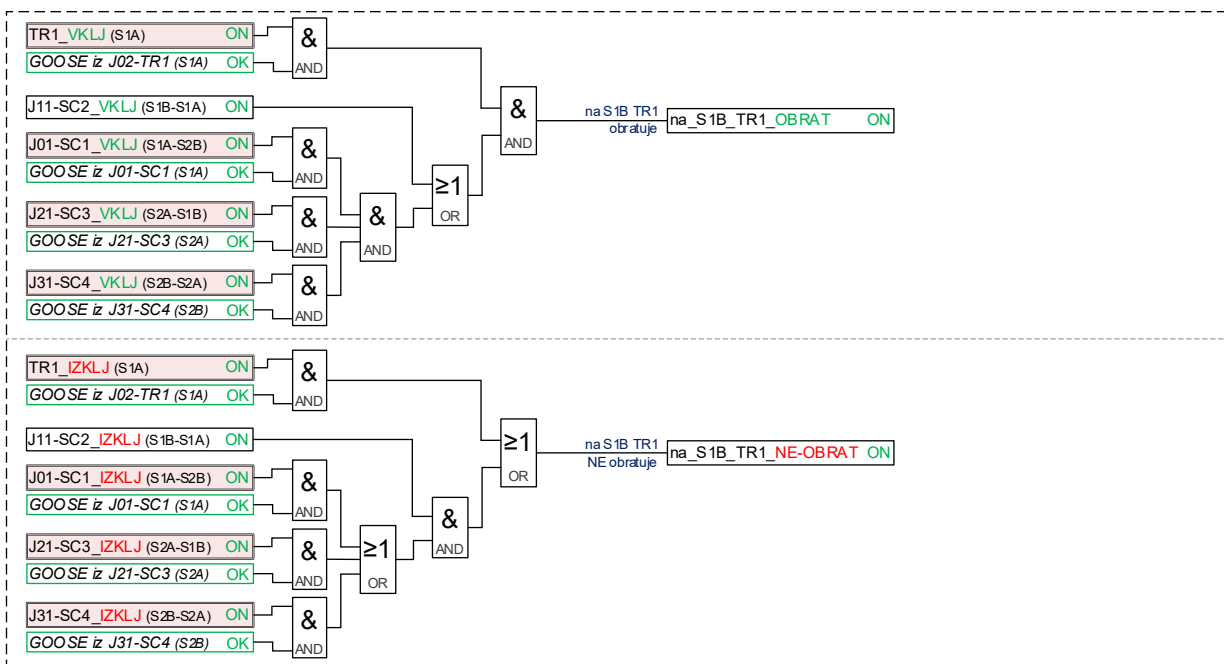 TR1_VKLJ (S1A) ON
&
GOOSE iz J02-TR1 (S1A) OK
AND
J11-SC2_VKLJ (S1B-S1A) ON
&
AND
na S1B TR1
obratuje
na_S1B_TR1_OBRAT ON
J01-SC1_VKLJ (S1A-S2B) ON
&
GOOSE iz J01-SC1 (S1A) OK
AND
≥1
OR
J21-SC3_VKLJ (S2A-S1B) ON
&
GOOSE iz J21-SC3 (S2A) OK
AND
&
AND
J31-SC4_VKLJ (S2B-S2A) ON
&
GOOSE iz J31-SC4 (S2B) OK
AND
TR1_IZKLJ (S1A) ON
&
GOOSE iz J02-TR1 (S1A) OK
AND
J11-SC2_IZKLJ (S1B-S1A) ON
≥1
OR
na S1B TR1
NE obratuje
na_S1B_TR1_NE-OBRAT ON
J01-SC1_IZKLJ (S1A-S2B) ON
&
GOOSE iz J01-SC1 (S1A) OK
AND
&
AND
J21-SC3_IZKLJ (S2A-S1B) ON
&
GOOSE iz J21-SC3 (S2A) OK
AND
≥1
OR
J31-SC4_IZKLJ (S2B-S2A) ON
&
GOOSE iz J31-SC4 (S2B) OK
AND